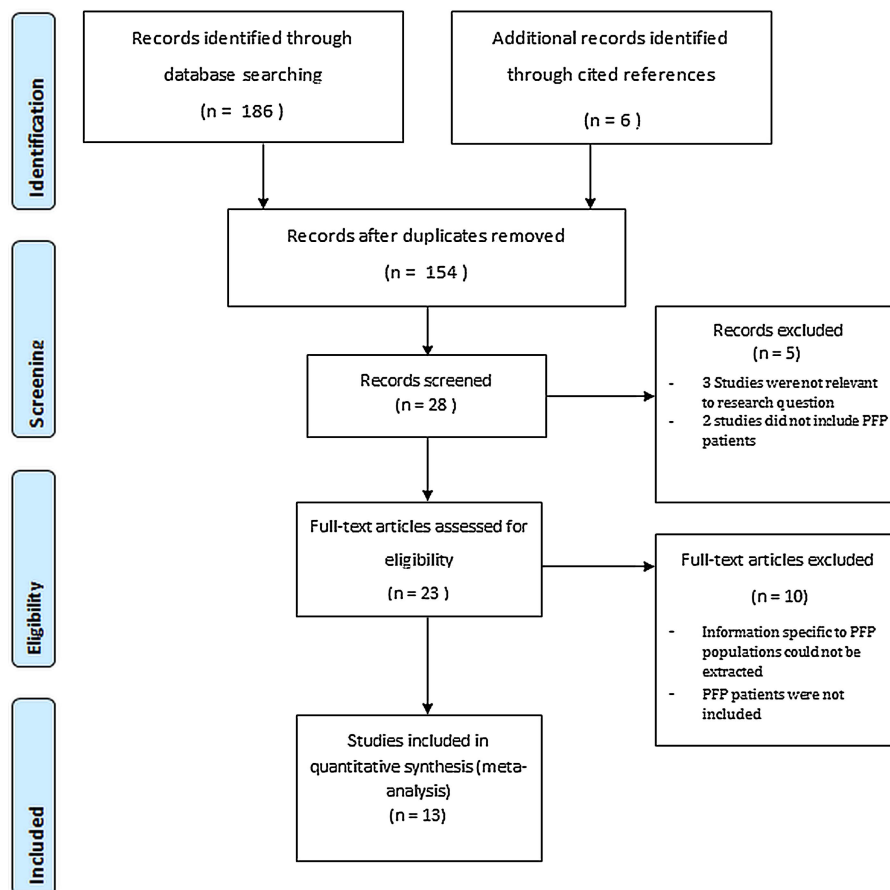 Identification
Records identified through
database searching
(n = 186 )
Additional records identified
through cited references
(n = 6 )
Records after duplicates removed
(n = 154 )
Screening
Records screened
(n = 28 )
Records excluded
(n = 5)
- 3 Studies were not relevant
to research question
- 2 studies did not include PFP
patients
Eligibility
Full-text articles assessed for
eligibility
(n = 23 )
Full-text articles excluded
(n = 10)
- Information specific to PFP
populations could not be
extracted
- PFP patients were not
included
Included
Studies included in
quantitative synthesis (meta-
analysis)
(n = 13)